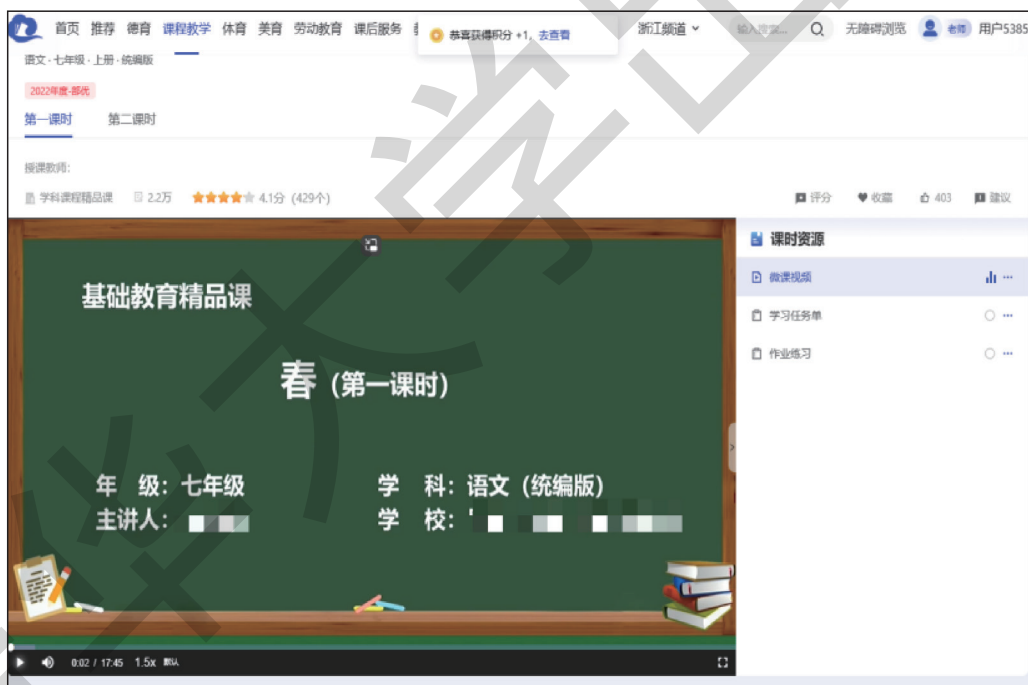 首页 推荐 德育 课程教学 体育 美育 劳动教育 课后服务
恭喜获得积分 +1, 去查看
浙江频道
输入搜索...
无障碍浏览
老师 用户5385
语文 · 七年级 · 上册 · 统编版
2022年度-部优
第一课时 第二课时
授课教师:
学科课程精品课 2.2万 4.1分 (429个)
评分 收藏 403 建议
基础教育精品课
春 (第一课时)
年 级: 七年级 学 科: 语文 (统编版)
主讲人: 学 校:
0:02 / 17:45 1.5x 默认
课时资源
微课视频
学习任务单
作业练习